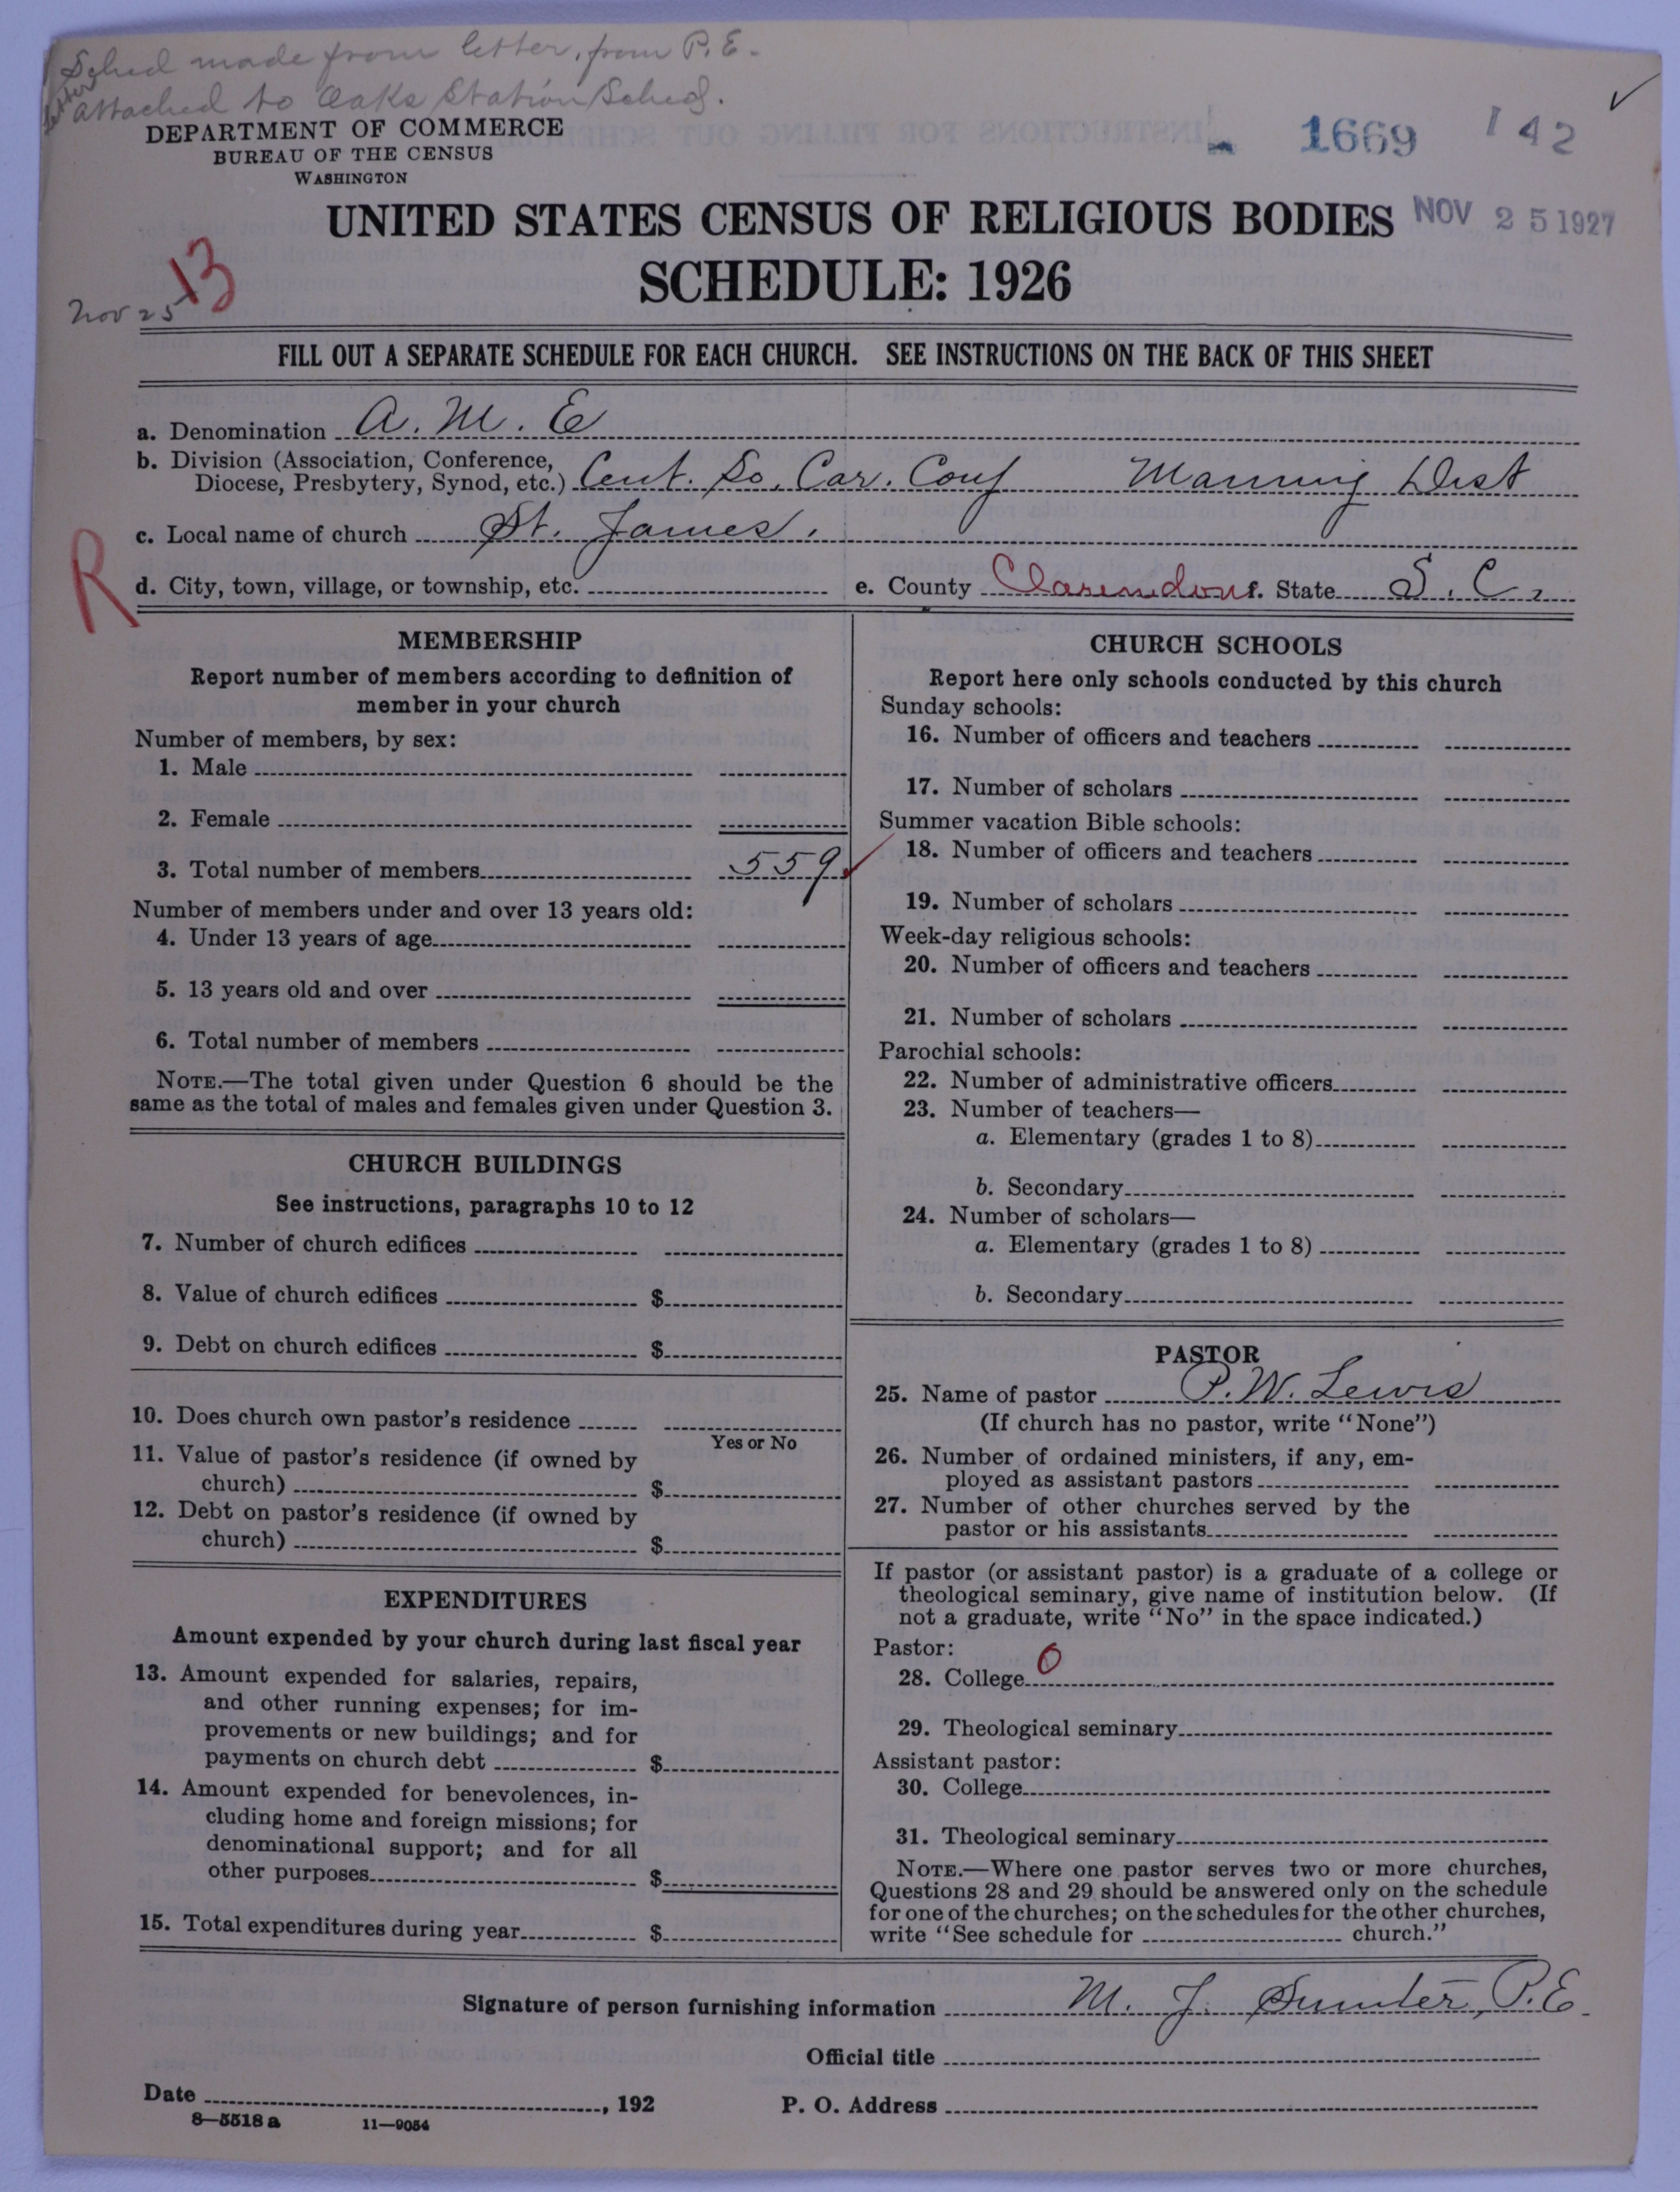 Sched made from letter, from P.E.
letter attached to Oaks Station Sched.
DEPARTMENT OF COMMERCE
BUREAU OF THE CENSUS
WASHINGTON
1669 142
UNITED STATES CENSUS OF RELIGIOUS BODIES
NOV 25 1927
SCHEDULE: 1926
13
Nov 25
FILL OUT A SEPARATE SCHEDULE FOR EACH CHURCH. SEE INSTRUCTIONS ON THE BACK OF THIS SHEET
a. Denomination A. M. E
b. Division (Association, Conference,
Diocese, Presbytery, Synod, etc.) Cent. So. Car. Conf Manning Dist
c. Local name of church St. James.
R
d. City, town, village, or township, etc. e. County Clarendon f. State S. C.
MEMBERSHIP
Report number of members according to definition of
member in your church
Number of members, by sex:
1. Male
2. Female
3. Total number of members 559
Number of members under and over 13 years old:
4. Under 13 years of age
5. 13 years old and over
6. Total number of members
NOTE.—The total given under Question 6 should be the
same as the total of males and females given under Question 3.
CHURCH BUILDINGS
See instructions, paragraphs 10 to 12
7. Number of church edifices
8. Value of church edifices $
9. Debt on church edifices $
10. Does church own pastor's residence
Yes or No
11. Value of pastor's residence (if owned by
church) $
12. Debt on pastor's residence (if owned by
church) $
EXPENDITURES
Amount expended by your church during last fiscal year
13. Amount expended for salaries, repairs,
and other running expenses; for im-
provements or new buildings; and for
payments on church debt $
14. Amount expended for benevolences, in-
cluding home and foreign missions; for
denominational support; and for all
other purposes $
15. Total expenditures during year $
CHURCH SCHOOLS
Report here only schools conducted by this church
Sunday schools:
16. Number of officers and teachers
17. Number of scholars
Summer vacation Bible schools:
18. Number of officers and teachers
19. Number of scholars
Week-day religious schools:
20. Number of officers and teachers
21. Number of scholars
Parochial schools:
22. Number of administrative officers
23. Number of teachers—
a. Elementary (grades 1 to 8)
b. Secondary
24. Number of scholars—
a. Elementary (grades 1 to 8)
b. Secondary
PASTOR
25. Name of pastor P. W. Lewis
(If church has no pastor, write "None")
26. Number of ordained ministers, if any, em-
ployed as assistant pastors
27. Number of other churches served by the
pastor or his assistants
If pastor (or assistant pastor) is a graduate of a college or
theological seminary, give name of institution below. (If
not a graduate, write "No" in the space indicated.)
Pastor:
28. College 0
29. Theological seminary
Assistant pastor:
30. College
31. Theological seminary
NOTE.—Where one pastor serves two or more churches,
Questions 28 and 29 should be answered only on the schedule
for one of the churches; on the schedules for the other churches,
write "See schedule for church."
Signature of person furnishing information M. J. Sumter, P.E.
Official title
Date , 192 P. O. Address
8—5518 a 11—9054